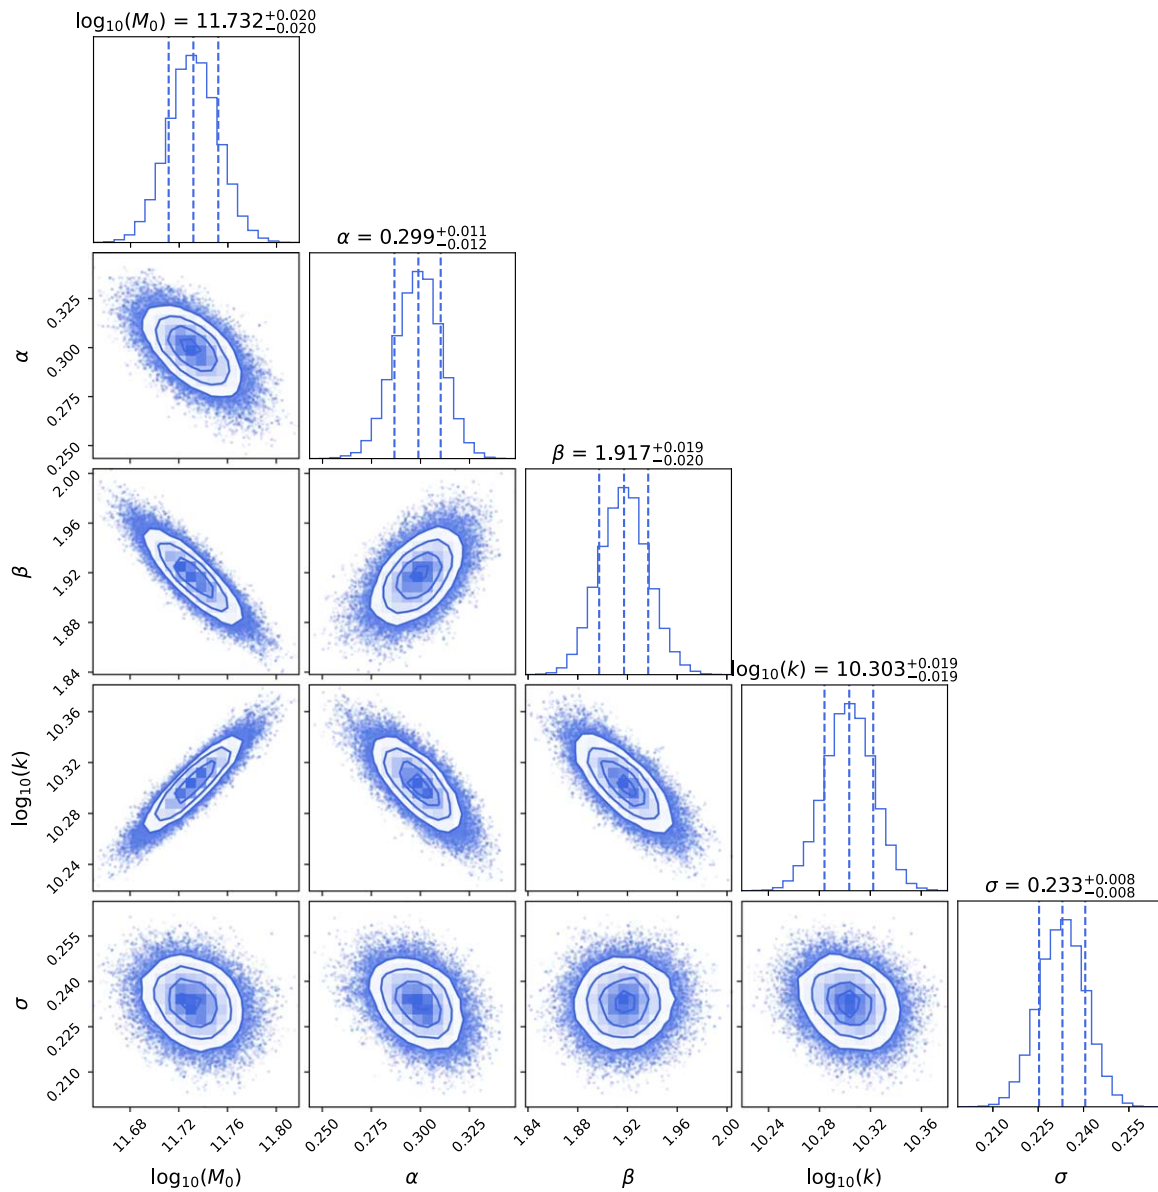 log₁₀(M₀) = 11.732⁺⁰·⁰²⁰₋₀.₀₂₀
α = 0.299⁺⁰·⁰¹¹₋₀.₀₁₂
0.325
0.300
0.275
0.250
α
β = 1.917⁺⁰·⁰¹⁹₋₀.₀₂₀
2.00
1.96
1.92
1.88
1.84
β
log₁₀(k) = 10.303⁺⁰·⁰¹⁹₋₀.₀₁₉
10.36
10.32
10.28
10.24
log₁₀(k)
σ = 0.233⁺⁰·⁰⁰⁸₋₀.₀₀₈
0.255
0.240
0.225
0.210
σ
11.68 11.72 11.76 11.80 0.250 0.275 0.300 0.325 1.84 1.88 1.92 1.96 2.00 10.24 10.28 10.32 10.36 0.210 0.225 0.240 0.255
log₁₀(M₀) α β log₁₀(k) σ